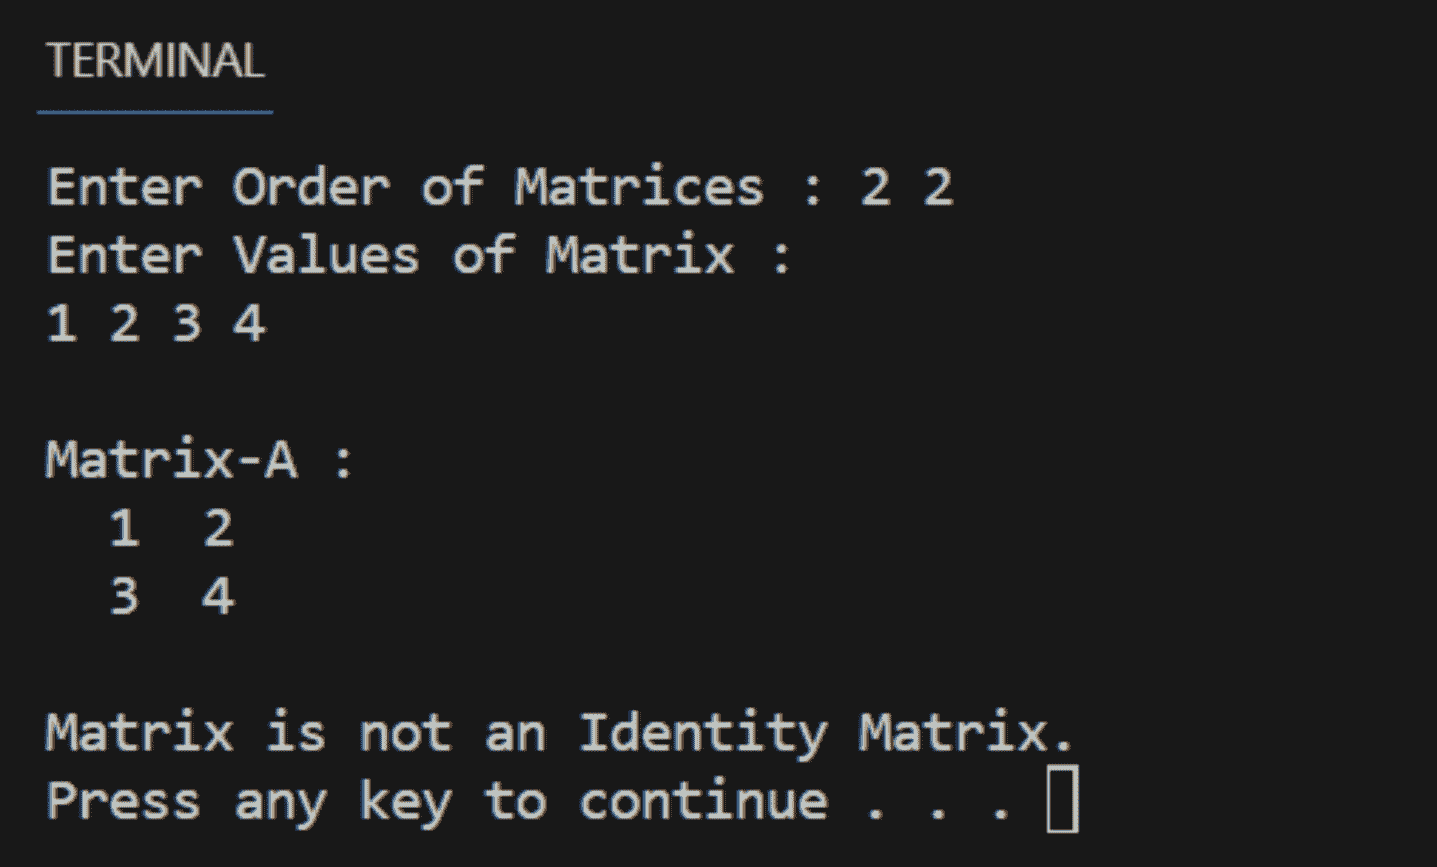 TERMINAL
Enter Order of Matrices : 2 2
Enter Values of Matrix :
1 2 3 4
Matrix-A :
1 2
3 4
Matrix is not an Identity Matrix.
Press any key to continue . . .